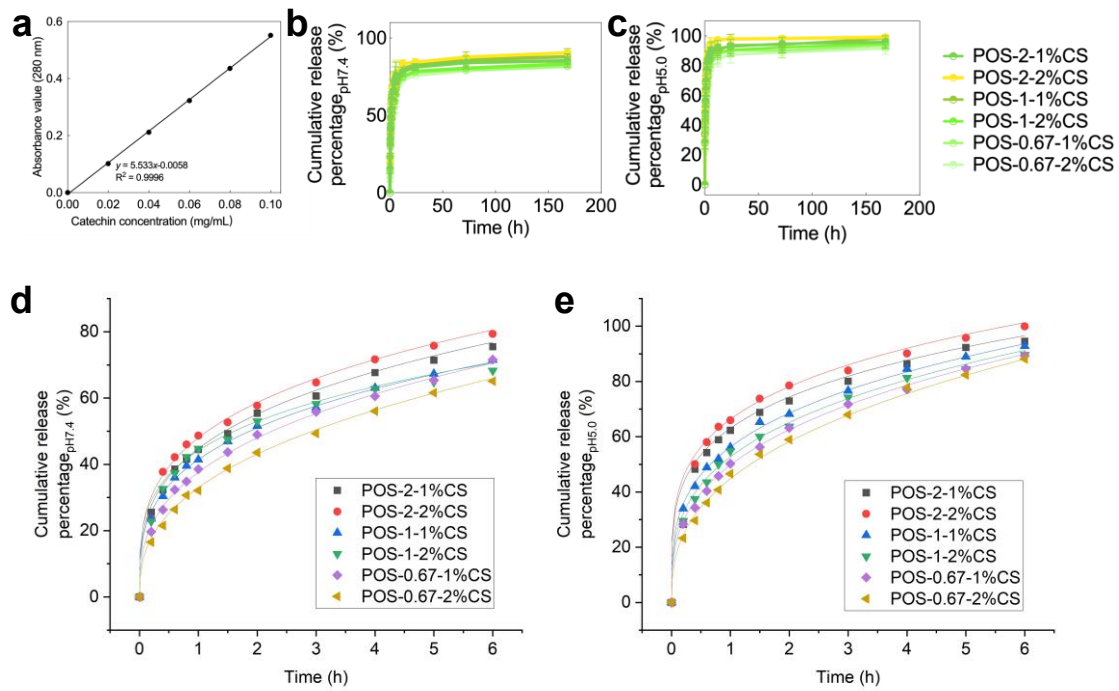 a
Absorbance value (280 nm)
0.6
0.4
0.2
0.0
y = 5.533x-0.0058
R² = 0.9996
0.00 0.02 0.04 0.06 0.08 0.10
Catechin concentration (mg/mL)
b
Cumulative release
percentagepH7.4 (%)
100
50
0
0 50 100 150 200
Time (h)
c
Cumulative release
percentagepH5.0 (%)
100
80
60
40
20
0
0 50 100 150 200
Time (h)
POS-2-1%CS
POS-2-2%CS
POS-1-1%CS
POS-1-2%CS
POS-0.67-1%CS
POS-0.67-2%CS
d
Cumulative release
percentagepH7.4 (%)
80
60
40
20
0
0 1 2 3 4 5 6
Time (h)
POS-2-1%CS
POS-2-2%CS
POS-1-1%CS
POS-1-2%CS
POS-0.67-1%CS
POS-0.67-2%CS
e
Cumulative release
percentagepH5.0 (%)
100
80
60
40
20
0
0 1 2 3 4 5 6
Time (h)
POS-2-1%CS
POS-2-2%CS
POS-1-1%CS
POS-1-2%CS
POS-0.67-1%CS
POS-0.67-2%CS